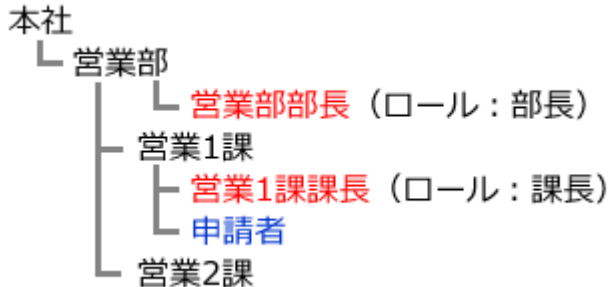 本社
営業部
営業部部長（ロール：部長）
営業1課
営業1課課長（ロール：課長）
申請者
営業2課